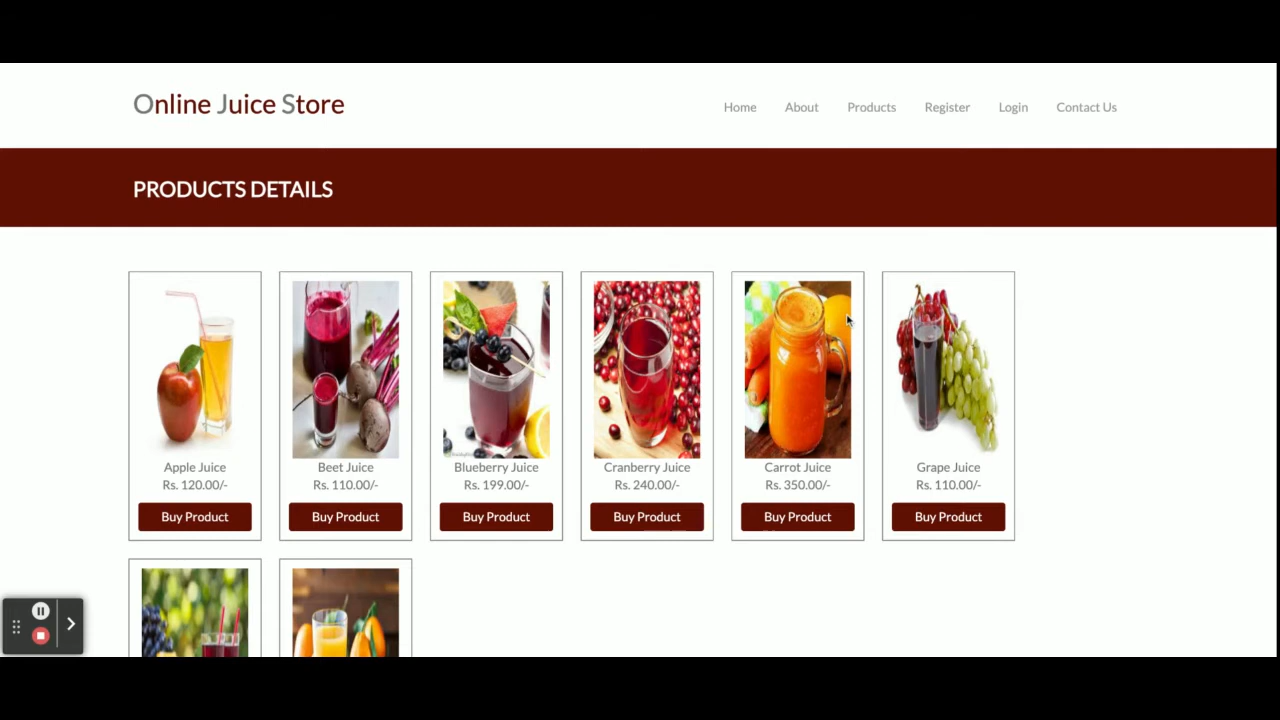 Online Juice Store
Home About Products Register Login Contact Us
PRODUCTS DETAILS
Apple Juice Beet Juice Blueberry Juice Cranberry Juice Carrot Juice Grape Juice
Rs. 120.00/- Rs. 110.00/- Rs. 199.00/- Rs. 240.00/- Rs. 350.00/- Rs. 110.00/-
Buy Product Buy Product Buy Product Buy Product Buy Product Buy Product